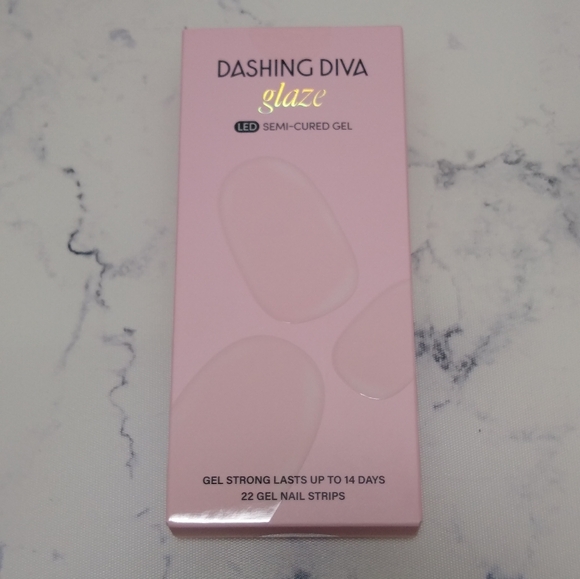 DASHING DIVA
glaze
LED SEMI-CURED GEL
GEL STRONG LASTS UP TO 14 DAYS
22 GEL NAIL STRIPS